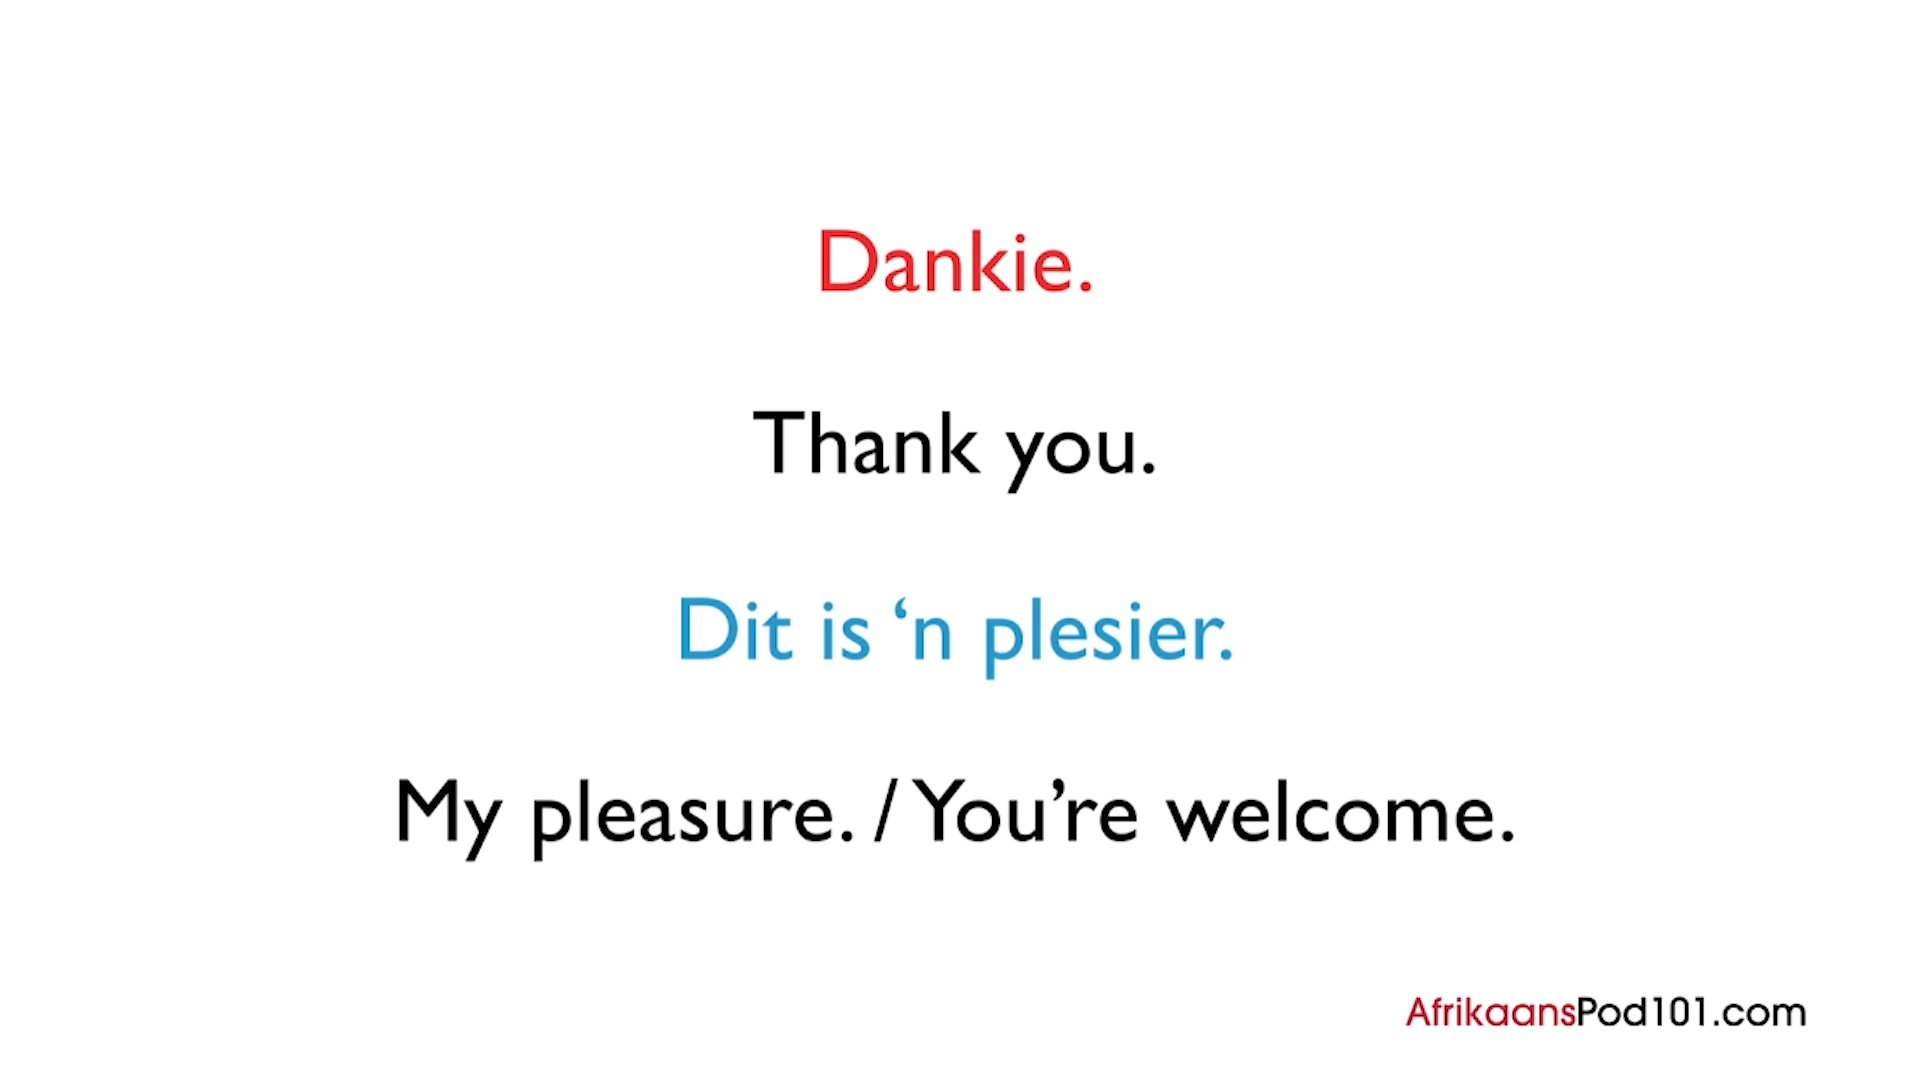 Dankie.
Thank you.
Dit is ‘n plesier.
My pleasure. / You’re welcome.
AfrikaansPod101.com